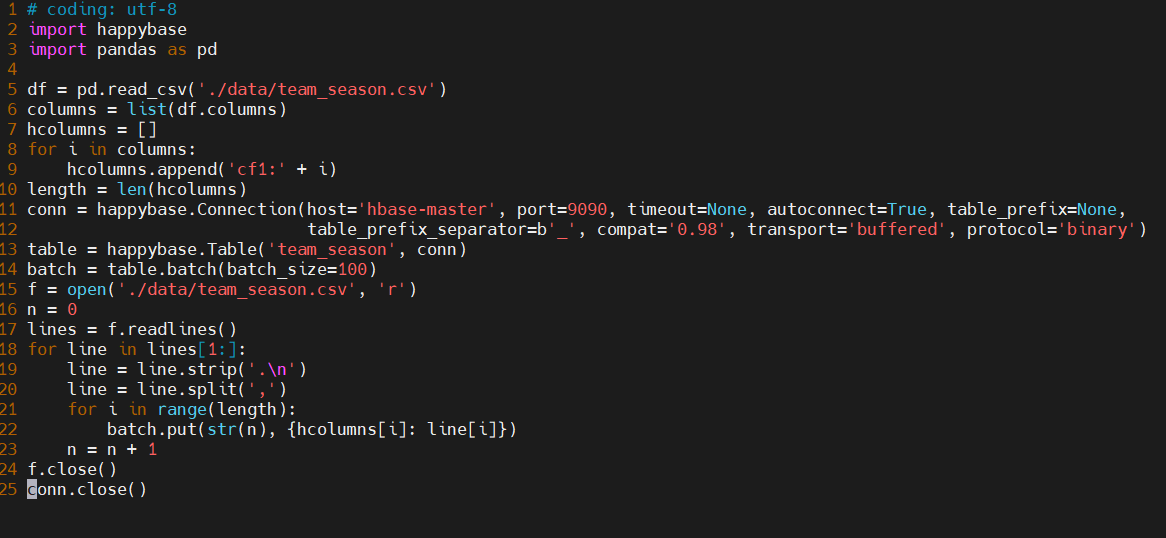 1 # coding: utf-8
2 import happybase
3 import pandas as pd
4
5 df = pd.read_csv('./data/team_season.csv')
6 columns = list(df.columns)
7 hcolumns = []
8 for i in columns:
9     hcolumns.append('cf1:' + i)
10 length = len(hcolumns)
11 conn = happybase.Connection(host='hbase-master', port=9090, timeout=None, autoconnect=True, table_prefix=None,
12                             table_prefix_separator=b'_', compat='0.98', transport='buffered', protocol='binary')
13 table = happybase.Table('team_season', conn)
14 batch = table.batch(batch_size=100)
15 f = open('./data/team_season.csv', 'r')
16 n = 0
17 lines = f.readlines()
18 for line in lines[1:]:
19     line = line.strip('.\n')
20     line = line.split(',')
21     for i in range(length):
22         batch.put(str(n), {hcolumns[i]: line[i]})
23     n = n + 1
24 f.close()
25 conn.close()